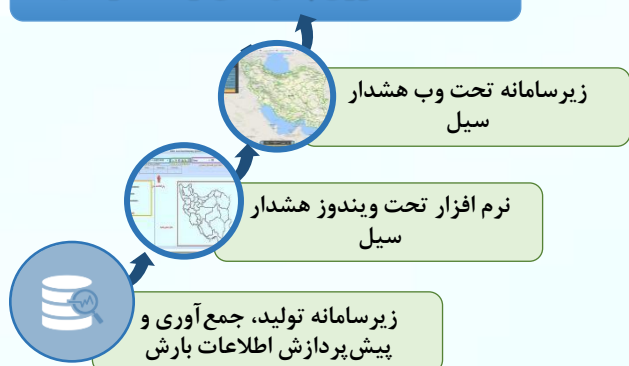 زیرسامانه تحت وب هشدار
سیل
نرم افزار تحت ویندوز هشدار
سیل
زیرسامانه تولید، جمع‌آوری و
پیش‌پردازش اطلاعات بارش